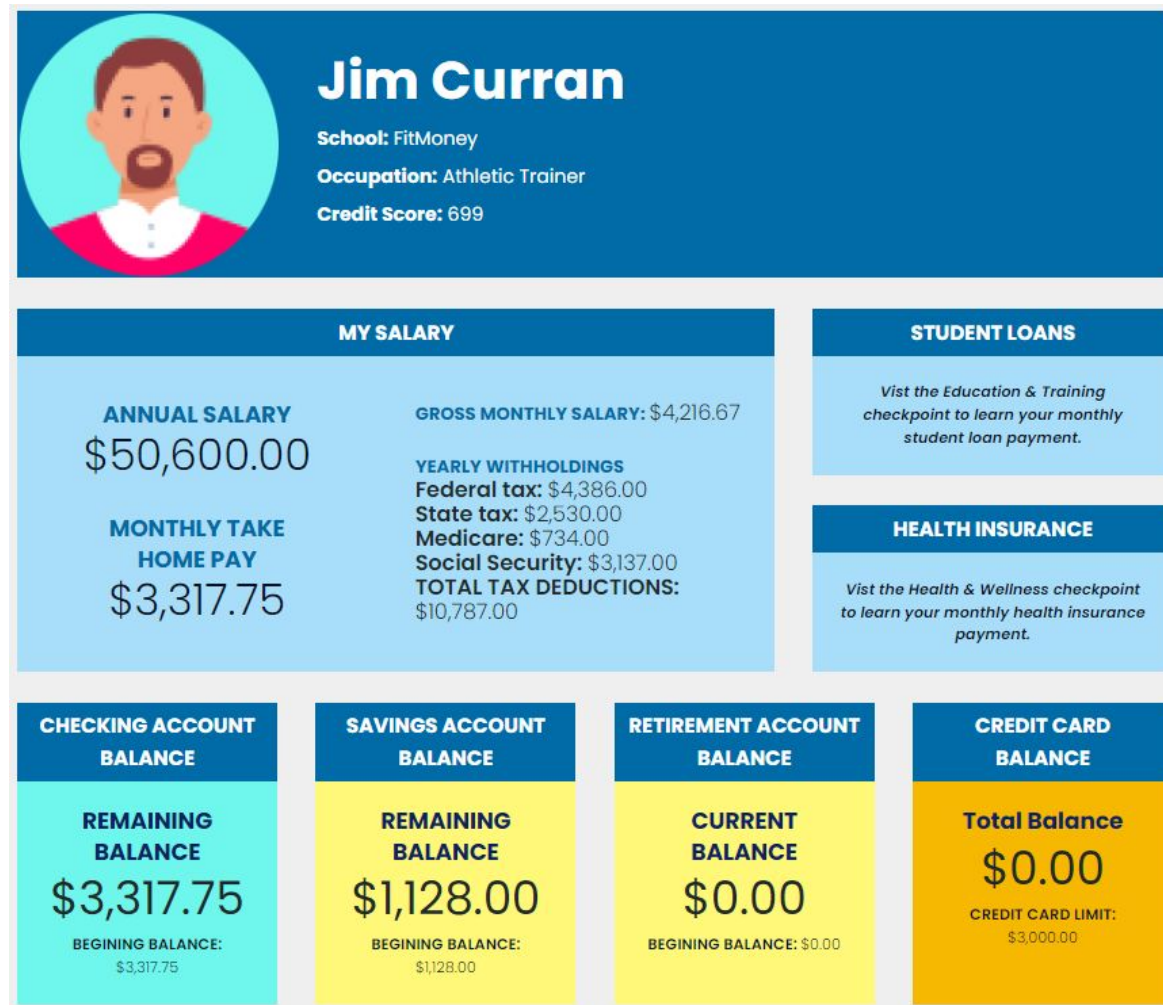 Jim Curran
School: FitMoney
Occupation: Athletic Trainer
Credit Score: 699
MY SALARY
ANNUAL SALARY
$50,600.00
MONTHLY TAKE
HOME PAY
$3,317.75
GROSS MONTHLY SALARY: $4,216.67
YEARLY WITHHOLDINGS
Federal tax: $4,386.00
State tax: $2,530.00
Medicare: $734.00
Social Security: $3,137.00
TOTAL TAX DEDUCTIONS:
$10,787.00
STUDENT LOANS
Vist the Education & Training
checkpoint to learn your monthly
student loan payment.
HEALTH INSURANCE
Vist the Health & Wellness checkpoint
to learn your monthly health insurance
payment.
CHECKING ACCOUNT
BALANCE
REMAINING
BALANCE
$3,317.75
BEGINING BALANCE:
$3,317.75
SAVINGS ACCOUNT
BALANCE
REMAINING
BALANCE
$1,128.00
BEGINING BALANCE:
$1,128.00
RETIREMENT ACCOUNT
BALANCE
CURRENT
BALANCE
$0.00
BEGINING BALANCE: $0.00
CREDIT CARD
BALANCE
Total Balance
$0.00
CREDIT CARD LIMIT:
$3,000.00